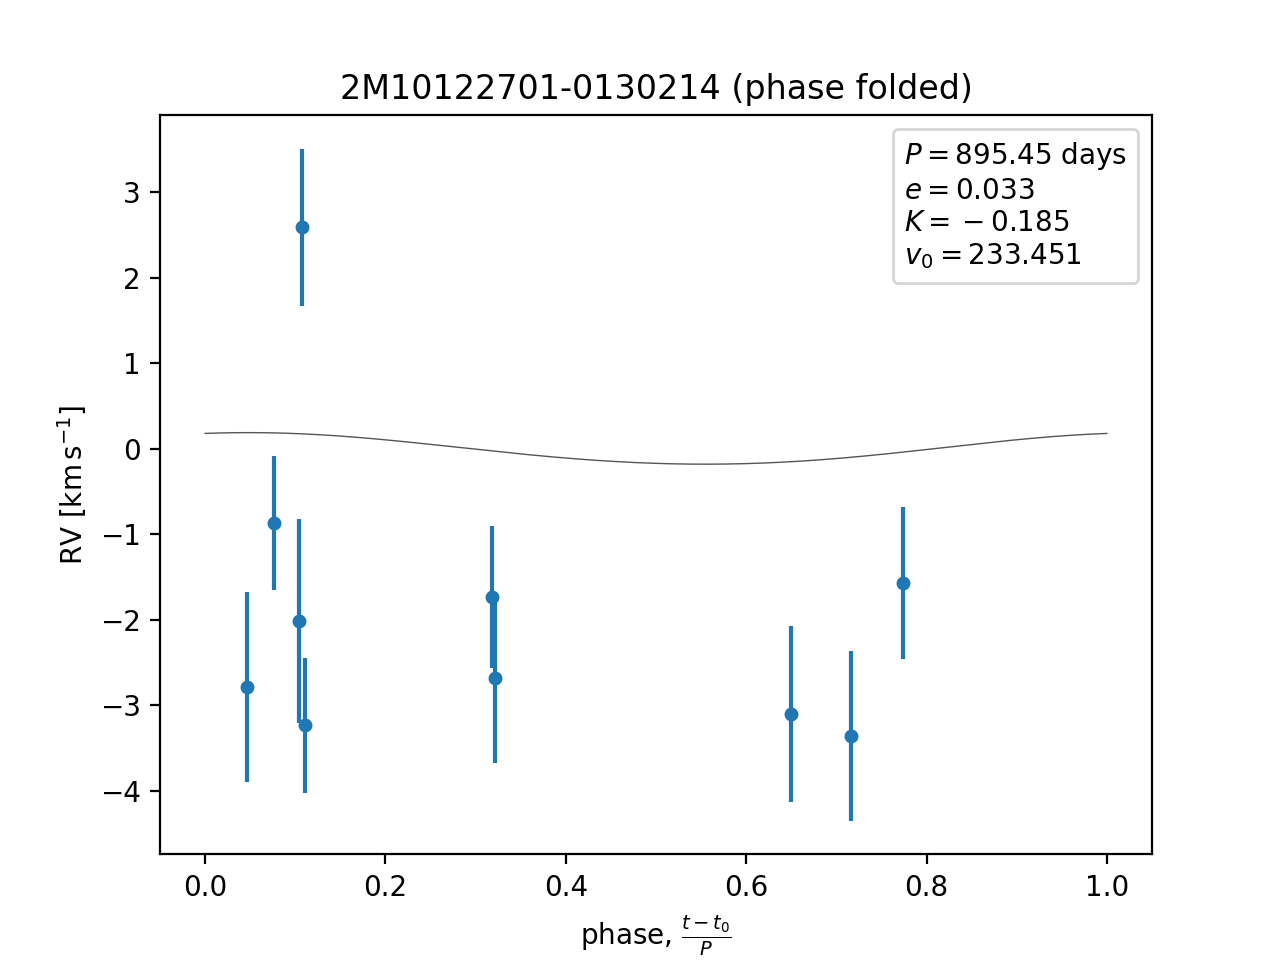 2M10122701-0130214 (phase folded)
P = 895.45 days
e = 0.033
K = −0.185
v₀ = 233.451
3
2
1
0
−1
−2
−3
−4
RV [km s⁻¹]
0.0 0.2 0.4 0.6 0.8 1.0
phase, (t − t₀)/P